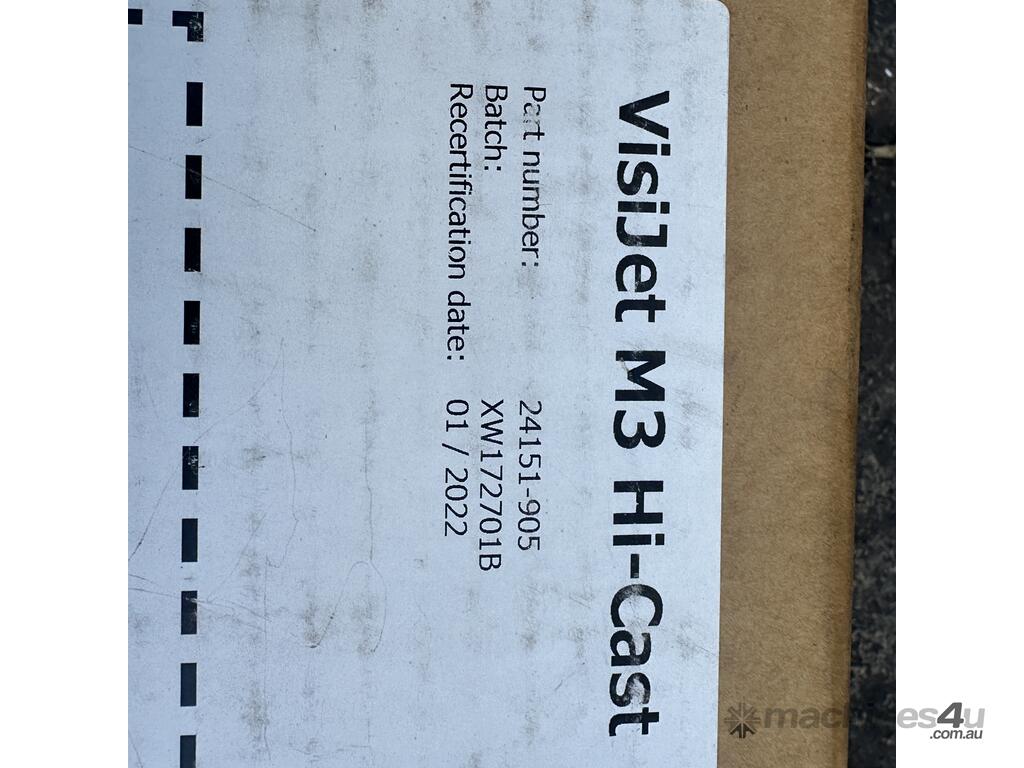 VisiJet M3 Hi-Cast
Part number: 24151-905
Batch: XW172701B
Recertification date: 01 / 2022
machines4u
.com.au